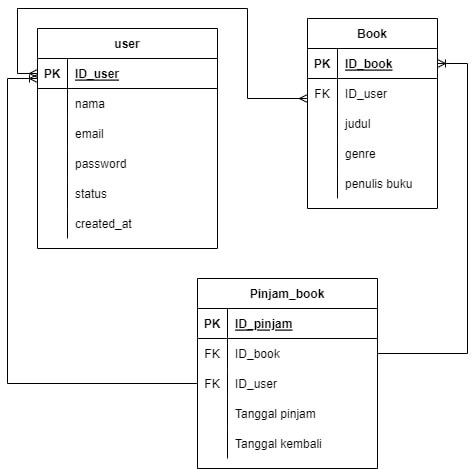 user
PK ID_user
nama
email
password
status
created_at
Book
PK ID_book
FK ID_user
judul
genre
penulis buku
Pinjam_book
PK ID_pinjam
FK ID_book
FK ID_user
Tanggal pinjam
Tanggal kembali